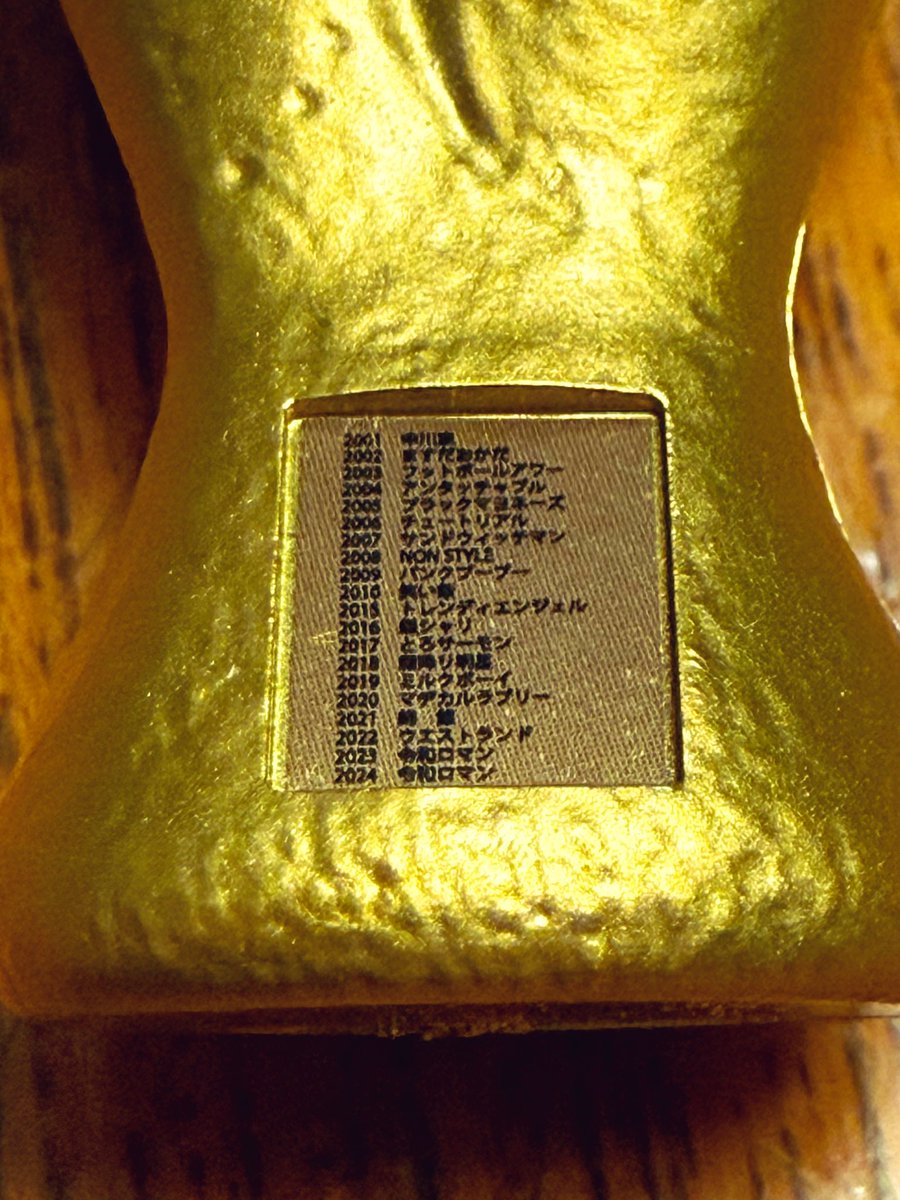 2001 中川家
2002 ますだおかだ
2003 フットボールアワー
2004 アンタッチャブル
2005 ブラックマヨネーズ
2006 チュートリアル
2007 サンドウィッチマン
2008 NON STYLE
2009 パンクブーブー
2010 笑い飯
2015 トレンディエンジェル
2016 銀シャリ
2017 とろサーモン
2018 霜降り明星
2019 ミルクボーイ
2020 マヂカルラブリー
2021 錦 鯉
2022 ウエストランド
2023 令和ロマン
2024 令和ロマン